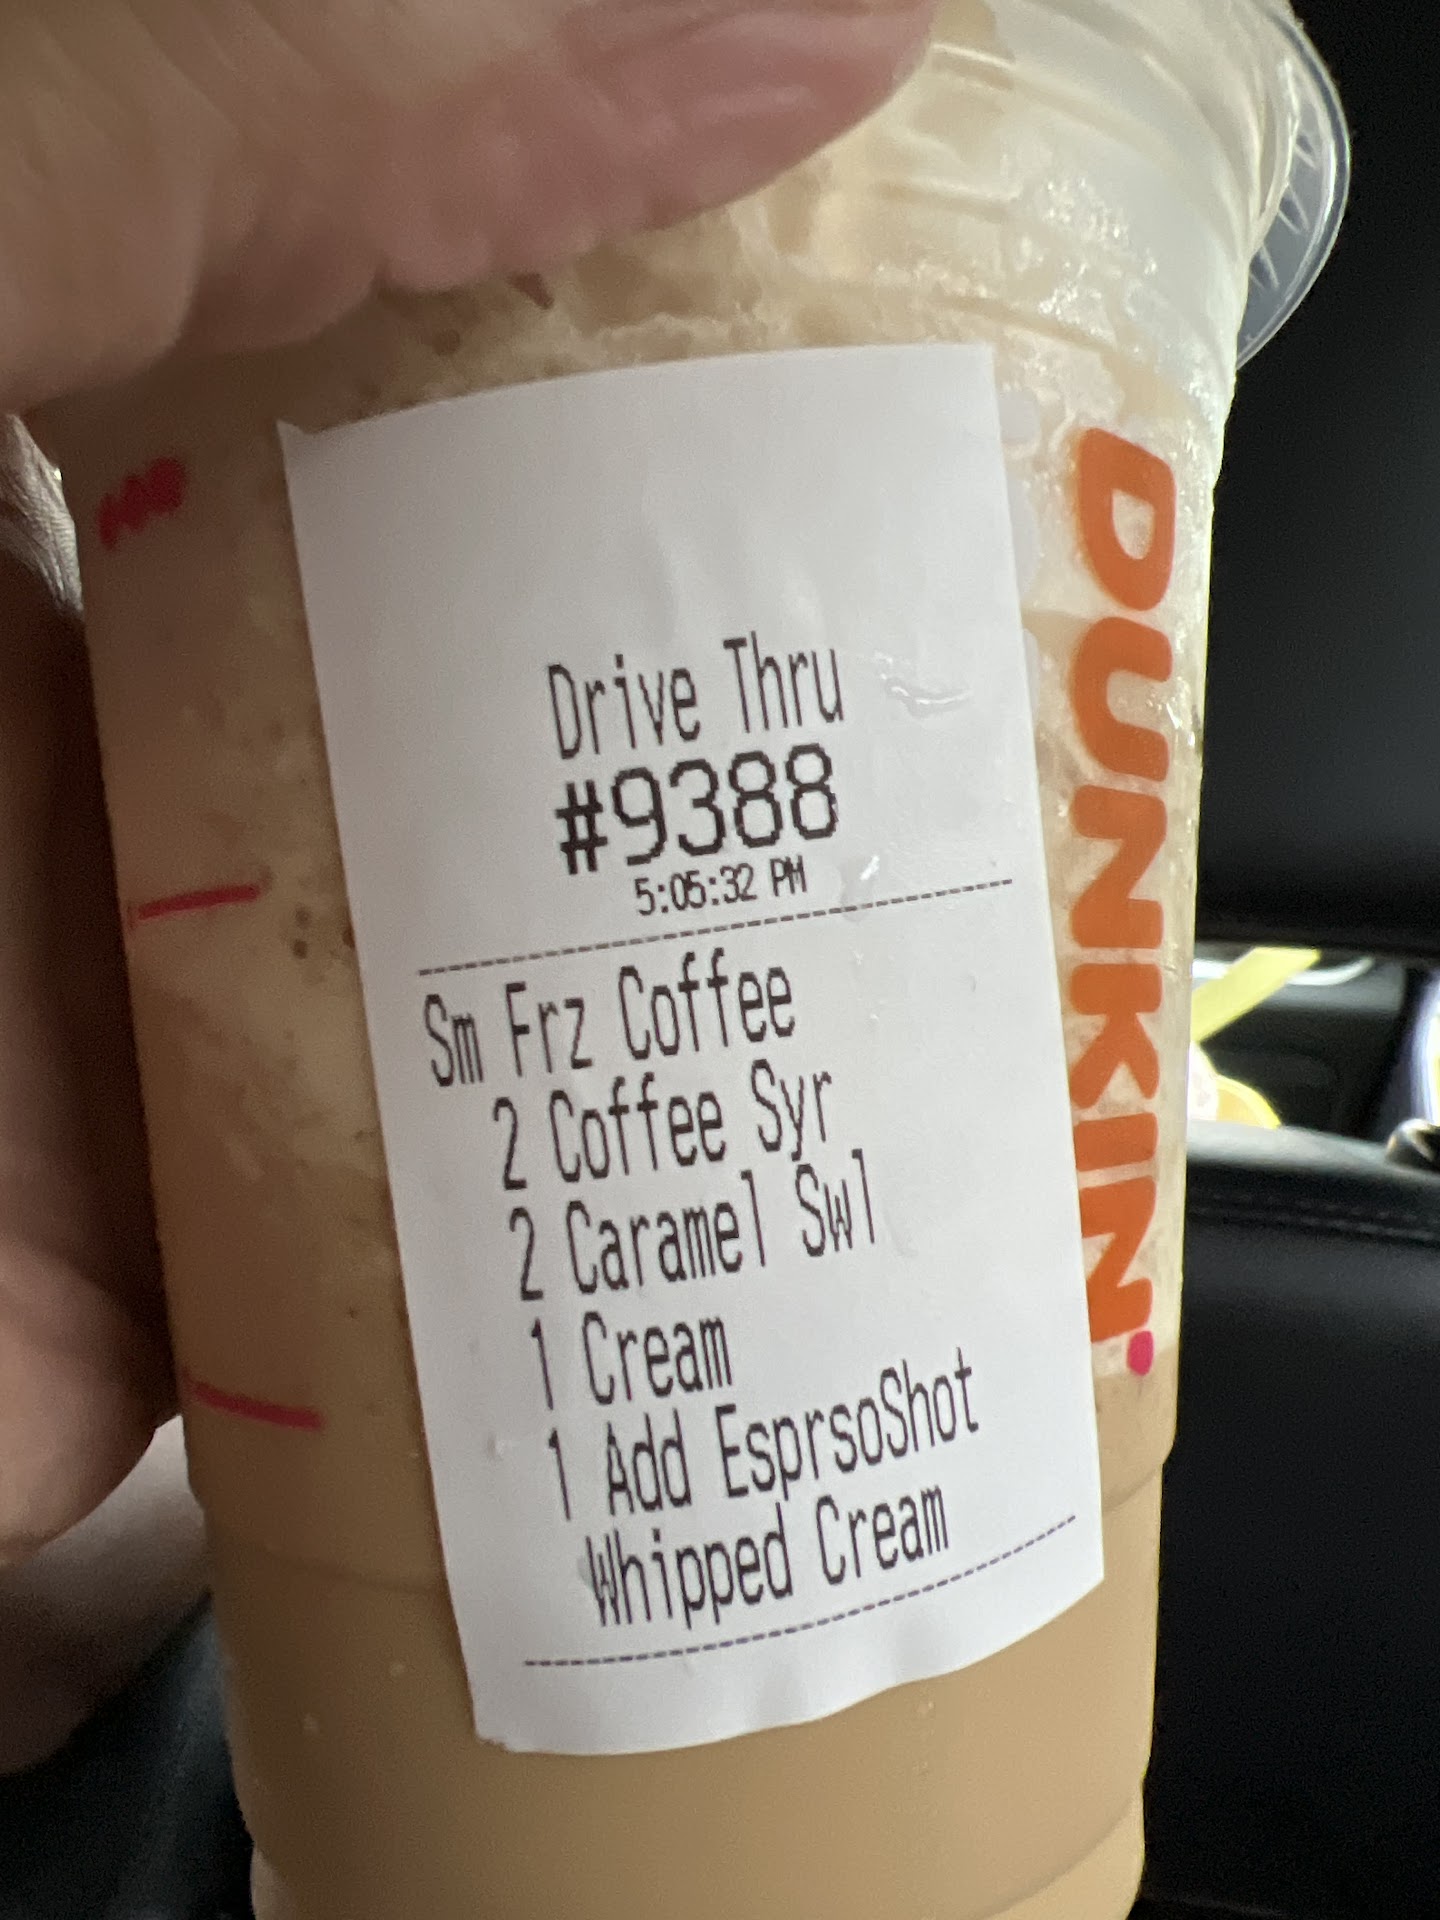 Drive Thru
#9388
5:05:32 PM
Sm Frz Coffee
2 Coffee Syr
2 Caramel Swl
1 Cream
1 Add EsprsoShot
Whipped Cream
DUNKIN'